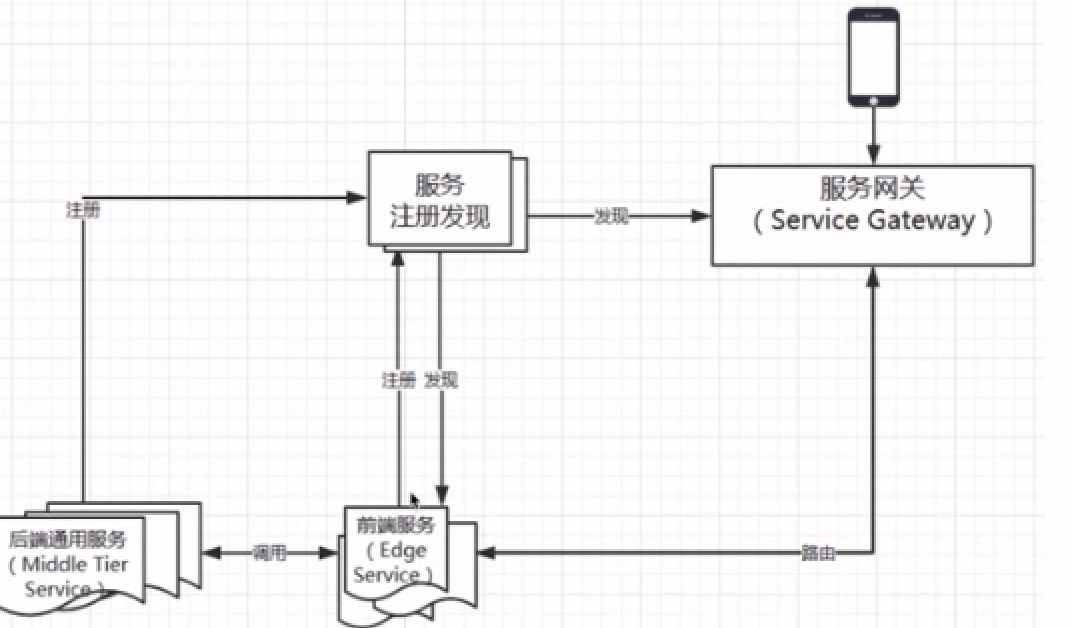 服务
注册发现
服务网关
（Service Gateway）
注册
发现
注册 发现
后端通用服务
（Middle Tier
Service）
调用
前端服务
（Edge
Service）
路由